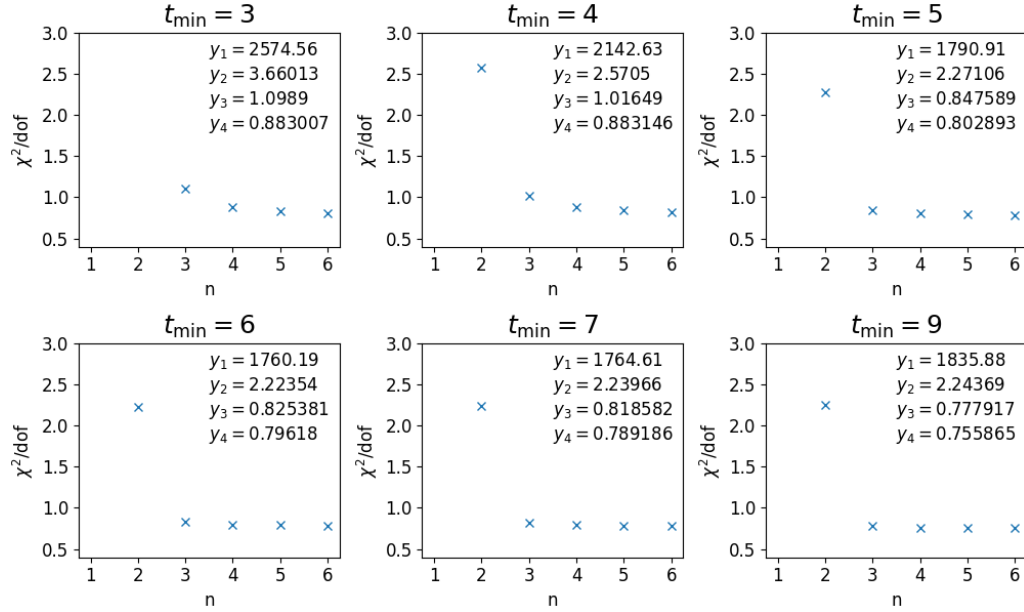 t_min = 3
y₁ = 2574.56
y₂ = 3.66013
y₃ = 1.0989
y₄ = 0.883007
χ²/dof
3.0
2.5
2.0
1.5
1.0
0.5
1 2 3 4 5 6
n
t_min = 4
y₁ = 2142.63
y₂ = 2.5705
y₃ = 1.01649
y₄ = 0.883146
χ²/dof
3.0
2.5
2.0
1.5
1.0
0.5
1 2 3 4 5 6
n
t_min = 5
y₁ = 1790.91
y₂ = 2.27106
y₃ = 0.847589
y₄ = 0.802893
χ²/dof
3.0
2.5
2.0
1.5
1.0
0.5
1 2 3 4 5 6
n
t_min = 6
y₁ = 1760.19
y₂ = 2.22354
y₃ = 0.825381
y₄ = 0.79618
χ²/dof
3.0
2.5
2.0
1.5
1.0
0.5
1 2 3 4 5 6
n
t_min = 7
y₁ = 1764.61
y₂ = 2.23966
y₃ = 0.818582
y₄ = 0.789186
χ²/dof
3.0
2.5
2.0
1.5
1.0
0.5
1 2 3 4 5 6
n
t_min = 9
y₁ = 1835.88
y₂ = 2.24369
y₃ = 0.777917
y₄ = 0.755865
χ²/dof
3.0
2.5
2.0
1.5
1.0
0.5
1 2 3 4 5 6
n